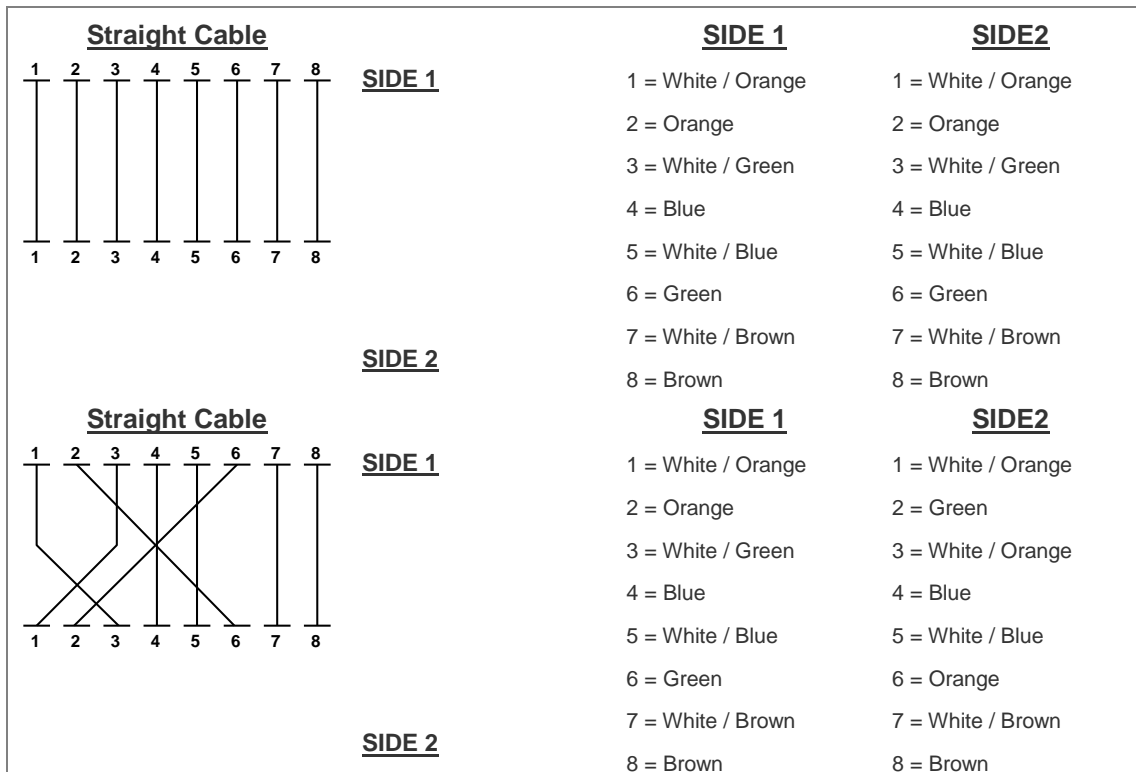 Straight Cable
1 2 3 4 5 6 7 8
SIDE 1
1 2 3 4 5 6 7 8
SIDE 2
SIDE 1
1 = White / Orange
2 = Orange
3 = White / Green
4 = Blue
5 = White / Blue
6 = Green
7 = White / Brown
8 = Brown
SIDE2
1 = White / Orange
2 = Orange
3 = White / Green
4 = Blue
5 = White / Blue
6 = Green
7 = White / Brown
8 = Brown
Straight Cable
1 2 3 4 5 6 7 8
SIDE 1
1 2 3 4 5 6 7 8
SIDE 2
SIDE 1
1 = White / Orange
2 = Orange
3 = White / Green
4 = Blue
5 = White / Blue
6 = Green
7 = White / Brown
8 = Brown
SIDE2
1 = White / Orange
2 = Green
3 = White / Orange
4 = Blue
5 = White / Blue
6 = Orange
7 = White / Brown
8 = Brown